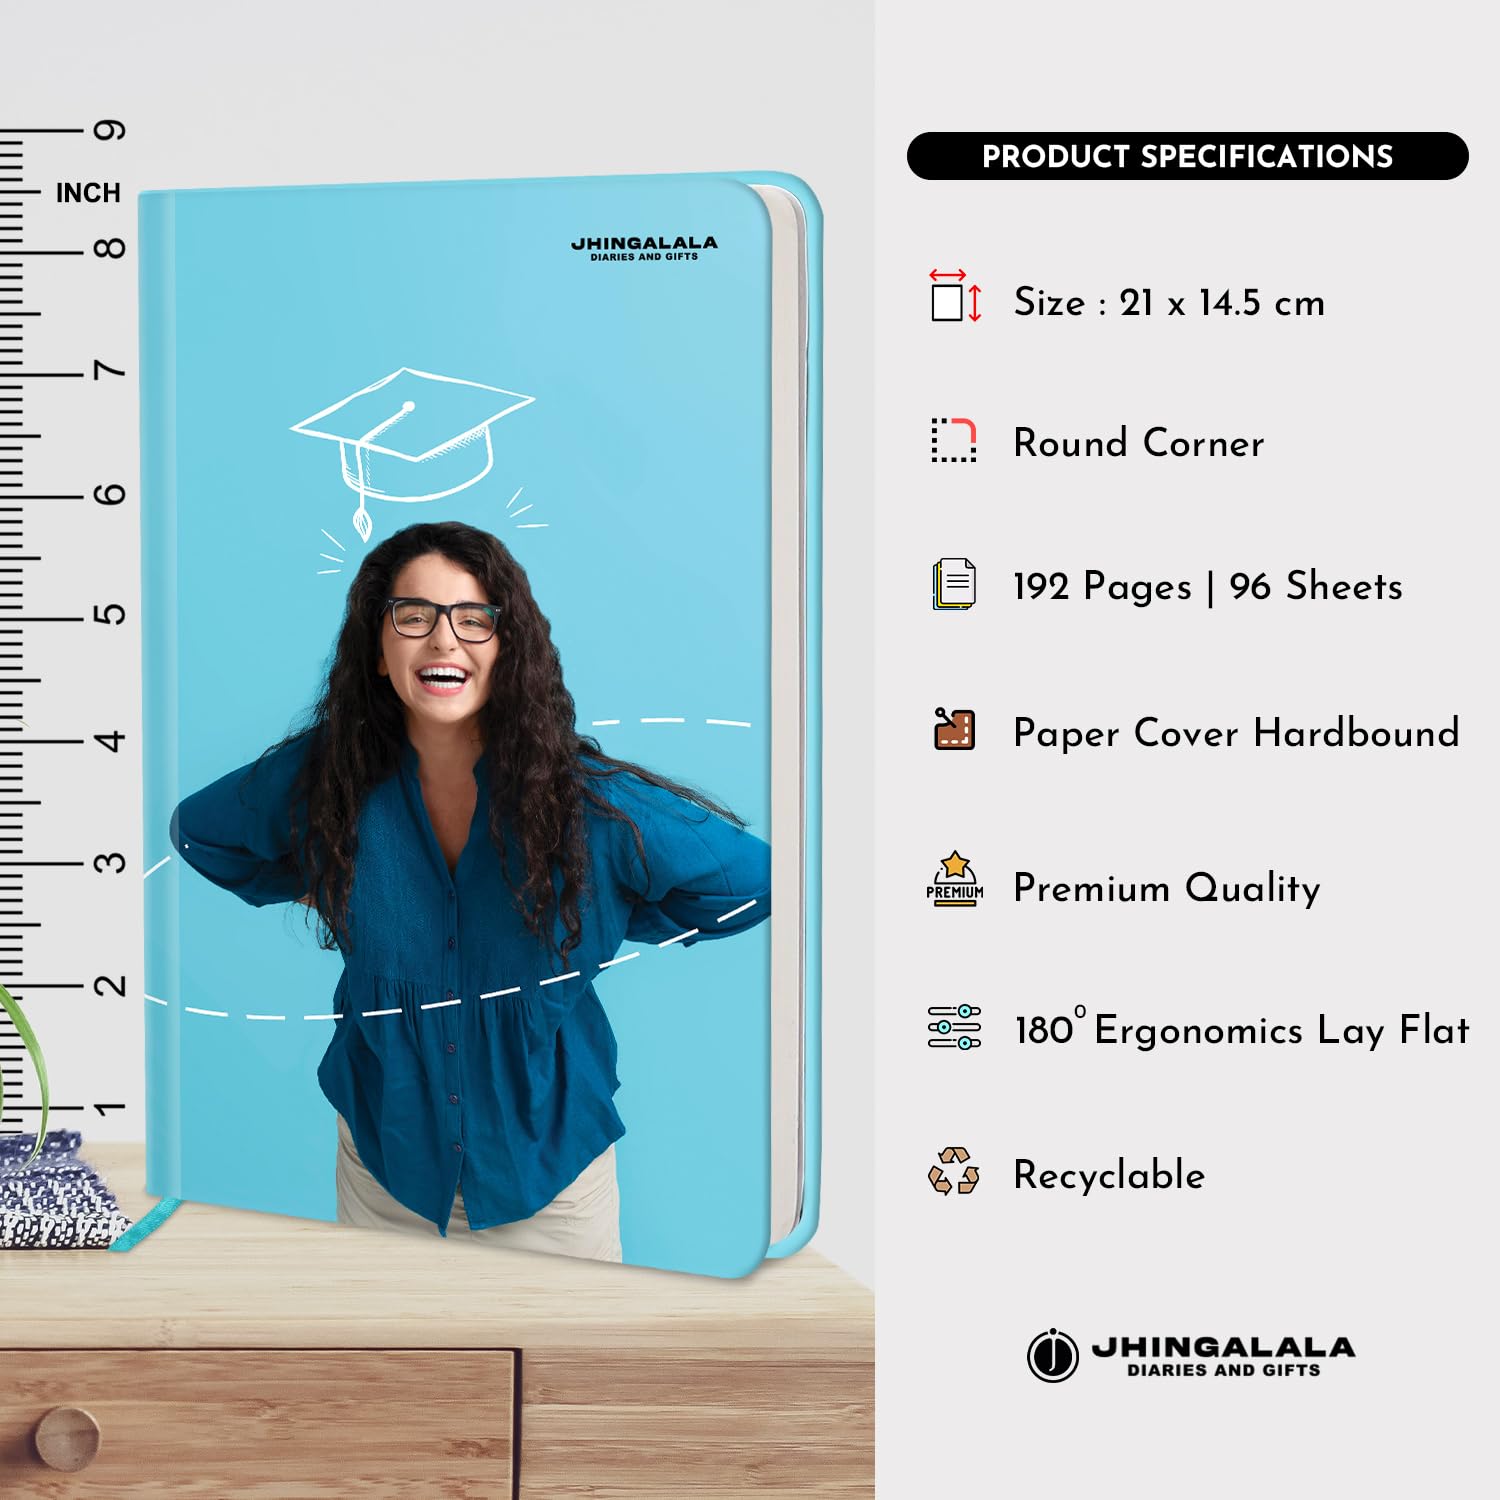 9
INCH
8
7
6
5
4
3
2
1
JHINGALALA
DIARIES AND GIFTS
PRODUCT SPECIFICATIONS
Size : 21 x 14.5 cm
Round Corner
192 Pages | 96 Sheets
Paper Cover Hardbound
PREMIUM
Premium Quality
180° Ergonomics Lay Flat
Recyclable
j JHINGALALA
DIARIES AND GIFTS